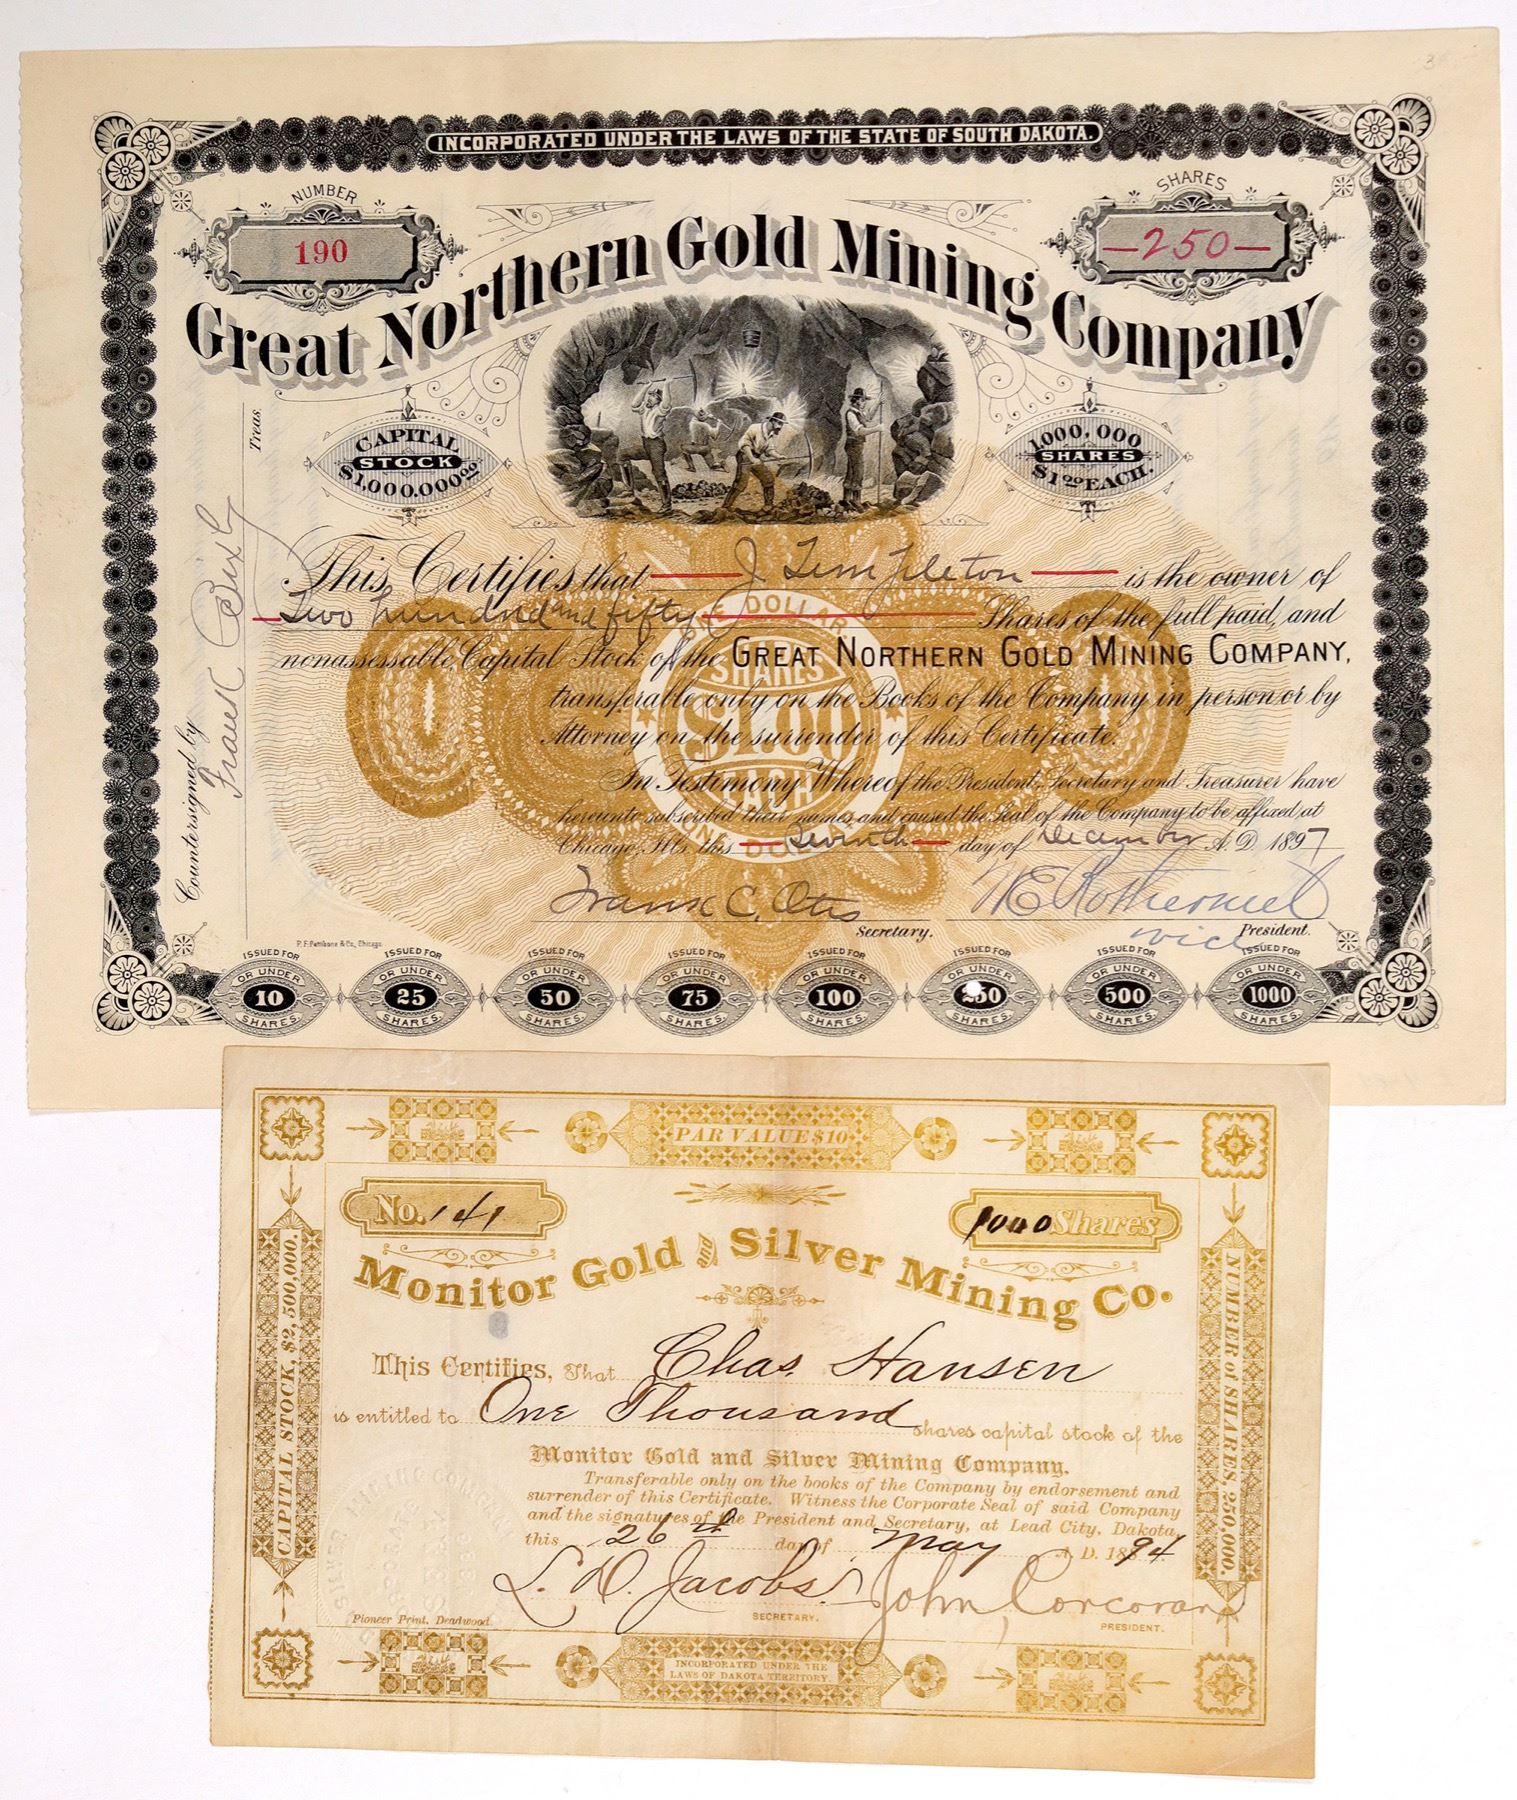 INCORPORATED UNDER THE LAWS OF THE STATE OF SOUTH DAKOTA.
NUMBER
190
SHARES
—250—
Great Northern Gold Mining Company
CAPITAL
STOCK
$1,000,000.00
1,000,000
SHARES
$1.00 EACH.
This Certifies that J Templeton is the owner of
Two hundred and fifty Shares of the full paid, and
nonassessable, Capital Stock of the GREAT NORTHERN GOLD MINING COMPANY,
transferable only on the Books of the Company in person or by
Attorney on the surrender of this Certificate.
In Testimony Whereof the President, Secretary and Treasurer have
hereunto subscribed their names and caused the Seal of the Company to be affixed, at
Chicago, Ills. this Seventh day of December A.D. 1897
ONE DOLLAR
SHARES
$1.00
EACH
ONE DOLLAR
Countersigned by
Treas.
Frank C. Otis
Secretary.
W E Rothermel
Vice President.
P. F. Pettibone & Co., Chicago.
ISSUED FOR 10 OR UNDER SHARES.
ISSUED FOR 25 OR UNDER SHARES.
ISSUED FOR 50 OR UNDER SHARES.
ISSUED FOR 75 OR UNDER SHARES.
ISSUED FOR 100 OR UNDER SHARES.
ISSUED FOR 250 OR UNDER SHARES.
ISSUED FOR 500 OR UNDER SHARES.
ISSUED FOR 1000 OR UNDER SHARES.
PAR VALUE $10
No. 141
1000 Shares
Monitor Gold and Silver Mining Co.
CAPITAL STOCK, $2,500,000.
NUMBER of SHARES, 250,000.
This Certifies, That Chas. Hansen
is entitled to One Thousand shares capital stock of the
Monitor Gold and Silver Mining Company.
Transferable only on the books of the Company by endorsement and
surrender of this Certificate. Witness the Corporate Seal of said Company
and the signatures of the President and Secretary, at Lead City, Dakota,
this 26th day of May A. D. 1894
L. D. Jacobs
SECRETARY.
John Corcoran
PRESIDENT.
Pioneer Print, Deadwood.
INCORPORATED UNDER THE
LAWS OF DAKOTA TERRITORY.